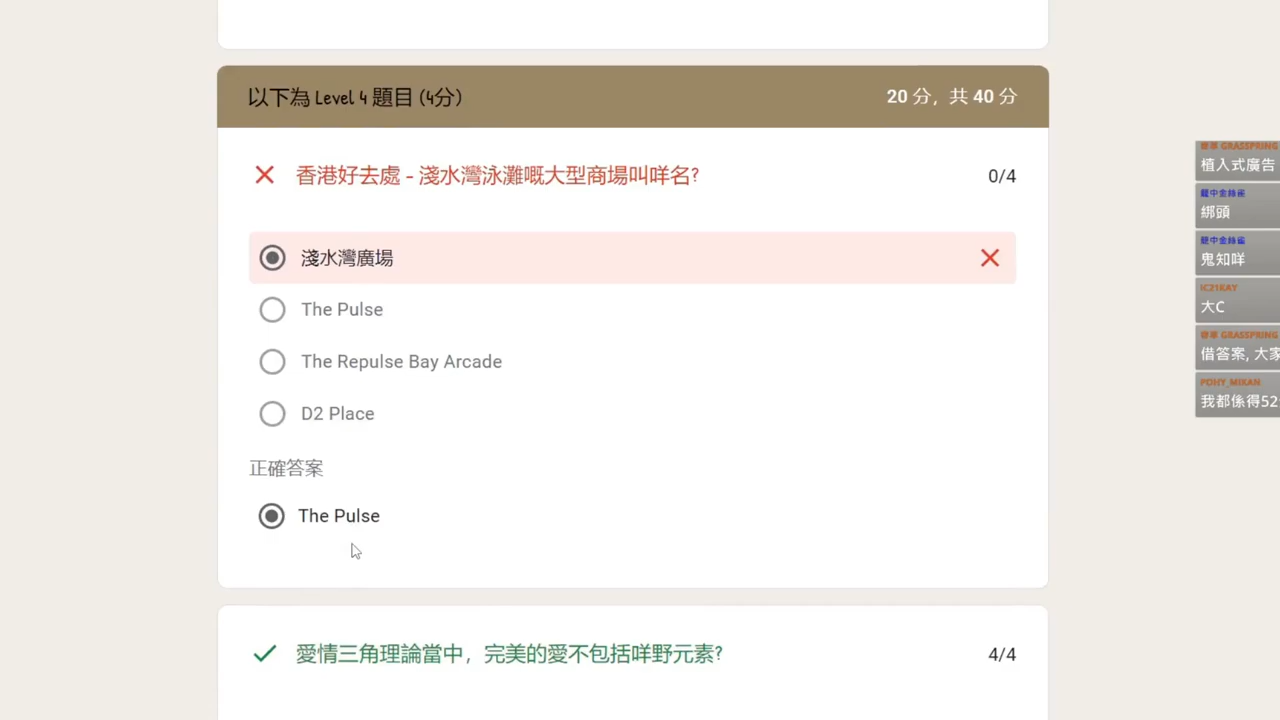 以下為 Level 4 題目 (4分)
20 分，共 40 分
香港好去處 - 淺水灣泳灘嘅大型商場叫咩名?
0/4
淺水灣廣場
The Pulse
The Repulse Bay Arcade
D2 Place
正確答案
The Pulse
愛情三角理論當中，完美的愛不包括咩野元素?
4/4
GRASSPRING
植入式廣告
綁頭
鬼知咩
IC21KAY
大C
GRASSPRING
借答案, 大家
POHY_MIXAN
我都係得52